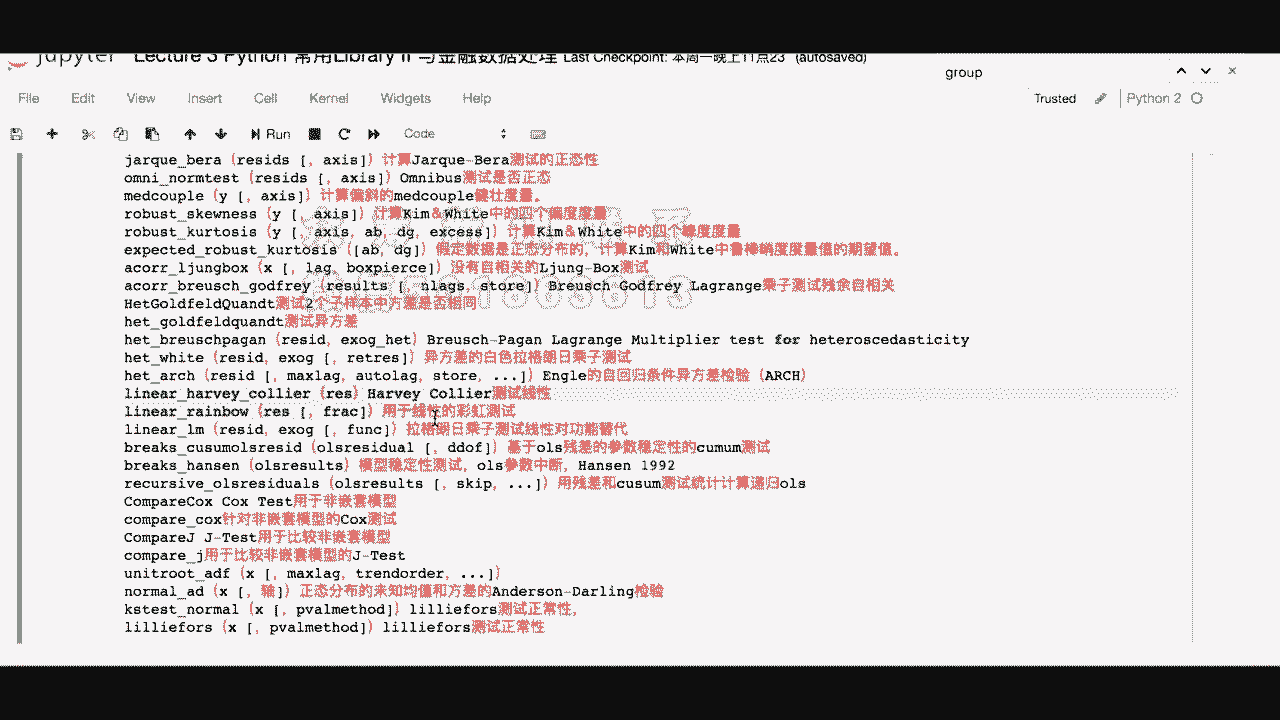 jupyter Lecture 3 Python 常用Library II 与金融数据处理 Last Checkpoint: 本周一晚上11点23 (autosaved)
group
File Edit View Insert Cell Kernel Widgets Help
Trusted Python 2
Run Code
jarque_bera (resids [, axis]) 计算Jarque-Bera测试的正态性
omni_normtest (resids [, axis]) Omnibus测试是否正态
medcouple (y [, axis]) 计算偏斜的medcouple健壮度量。
robust_skewness (y [, axis]) 计算Kim＆White中的四个偏度度量
robust_kurtosis (y [, axis, ab, dg, excess]) 计算Kim＆White中的四个峰度度量
expected_robust_kurtosis ([ab, dg]) 假定数据是正态分布的，计算Kim和White中鲁棒峭度度量值的期望值。
acorr_ljungbox (x [, lag, boxpierce]) 没有自相关的Ljung-Box测试
acorr_breusch_godfrey (results [, nlags, store]) Breusch Godfrey Lagrange乘子测试残余自相关
HetGoldfeldQuandt测试2个子样本中方差是否相同
het_goldfeldquandt测试异方差
het_breuschpagan (resid, exog_het) Breusch-Pagan Lagrange Multiplier test for heteroscedasticity
het_white (resid, exog [, retres]) 异方差的白色拉格朗日乘子测试
het_arch (resid [, maxlag, autolag, store, ...]) Engle的自回归条件异方差检验（ARCH）
linear_harvey_collier (res) Harvey Collier测试线性
linear_rainbow (res [, frac]) 用于线性的彩虹测试
linear_lm (resid, exog [, func]) 拉格朗日乘子测试线性对功能替代
breaks_cusumolsresid (olsresidual [, ddof]) 基于ols残差的参数稳定性的cumum测试
breaks_hansen (olsresults) 模型稳定性测试，ols参数中断，Hansen 1992
recursive_olsresiduals (olsresults [, skip, ...]) 用残差和cusum测试统计计算递归ols
CompareCox Cox Test用于非嵌套模型
compare_cox针对非嵌套模型的Cox测试
CompareJ J-Test用于比较非嵌套模型
compare_j用于比较非嵌套模型的J-Test
unitroot_adf (x [, maxlag, trendorder, ...])
normal_ad (x [, 轴]) 正态分布的未知均值和方差的Anderson-Darling检验
kstest_normal (x [, pvalmethod]) lilliefors测试正常性，
lilliefors (x [, pvalmethod]) lilliefors测试正常性